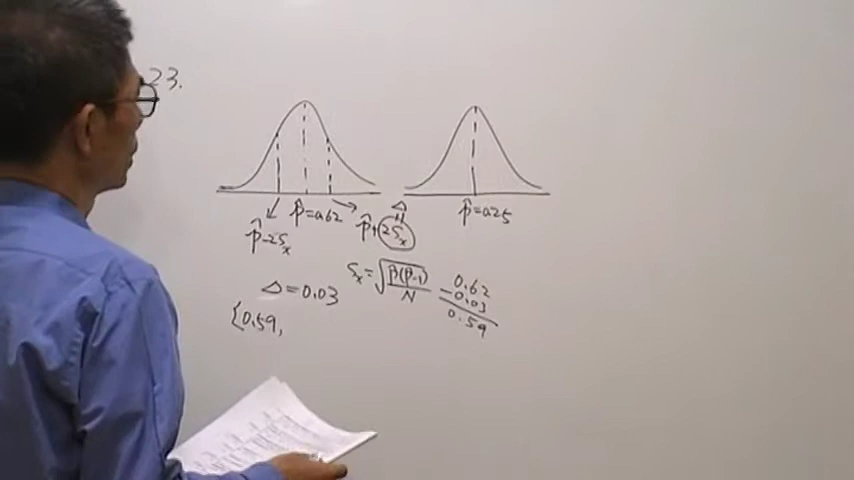 23.
Δ
p̂=0.62
p̂+2Sx
p̂=0.25
p̂-2Sx
Sx=√p̂(p̂-1)/N
Δ=0.03
0.62
-0.03
0.59
{0.59,